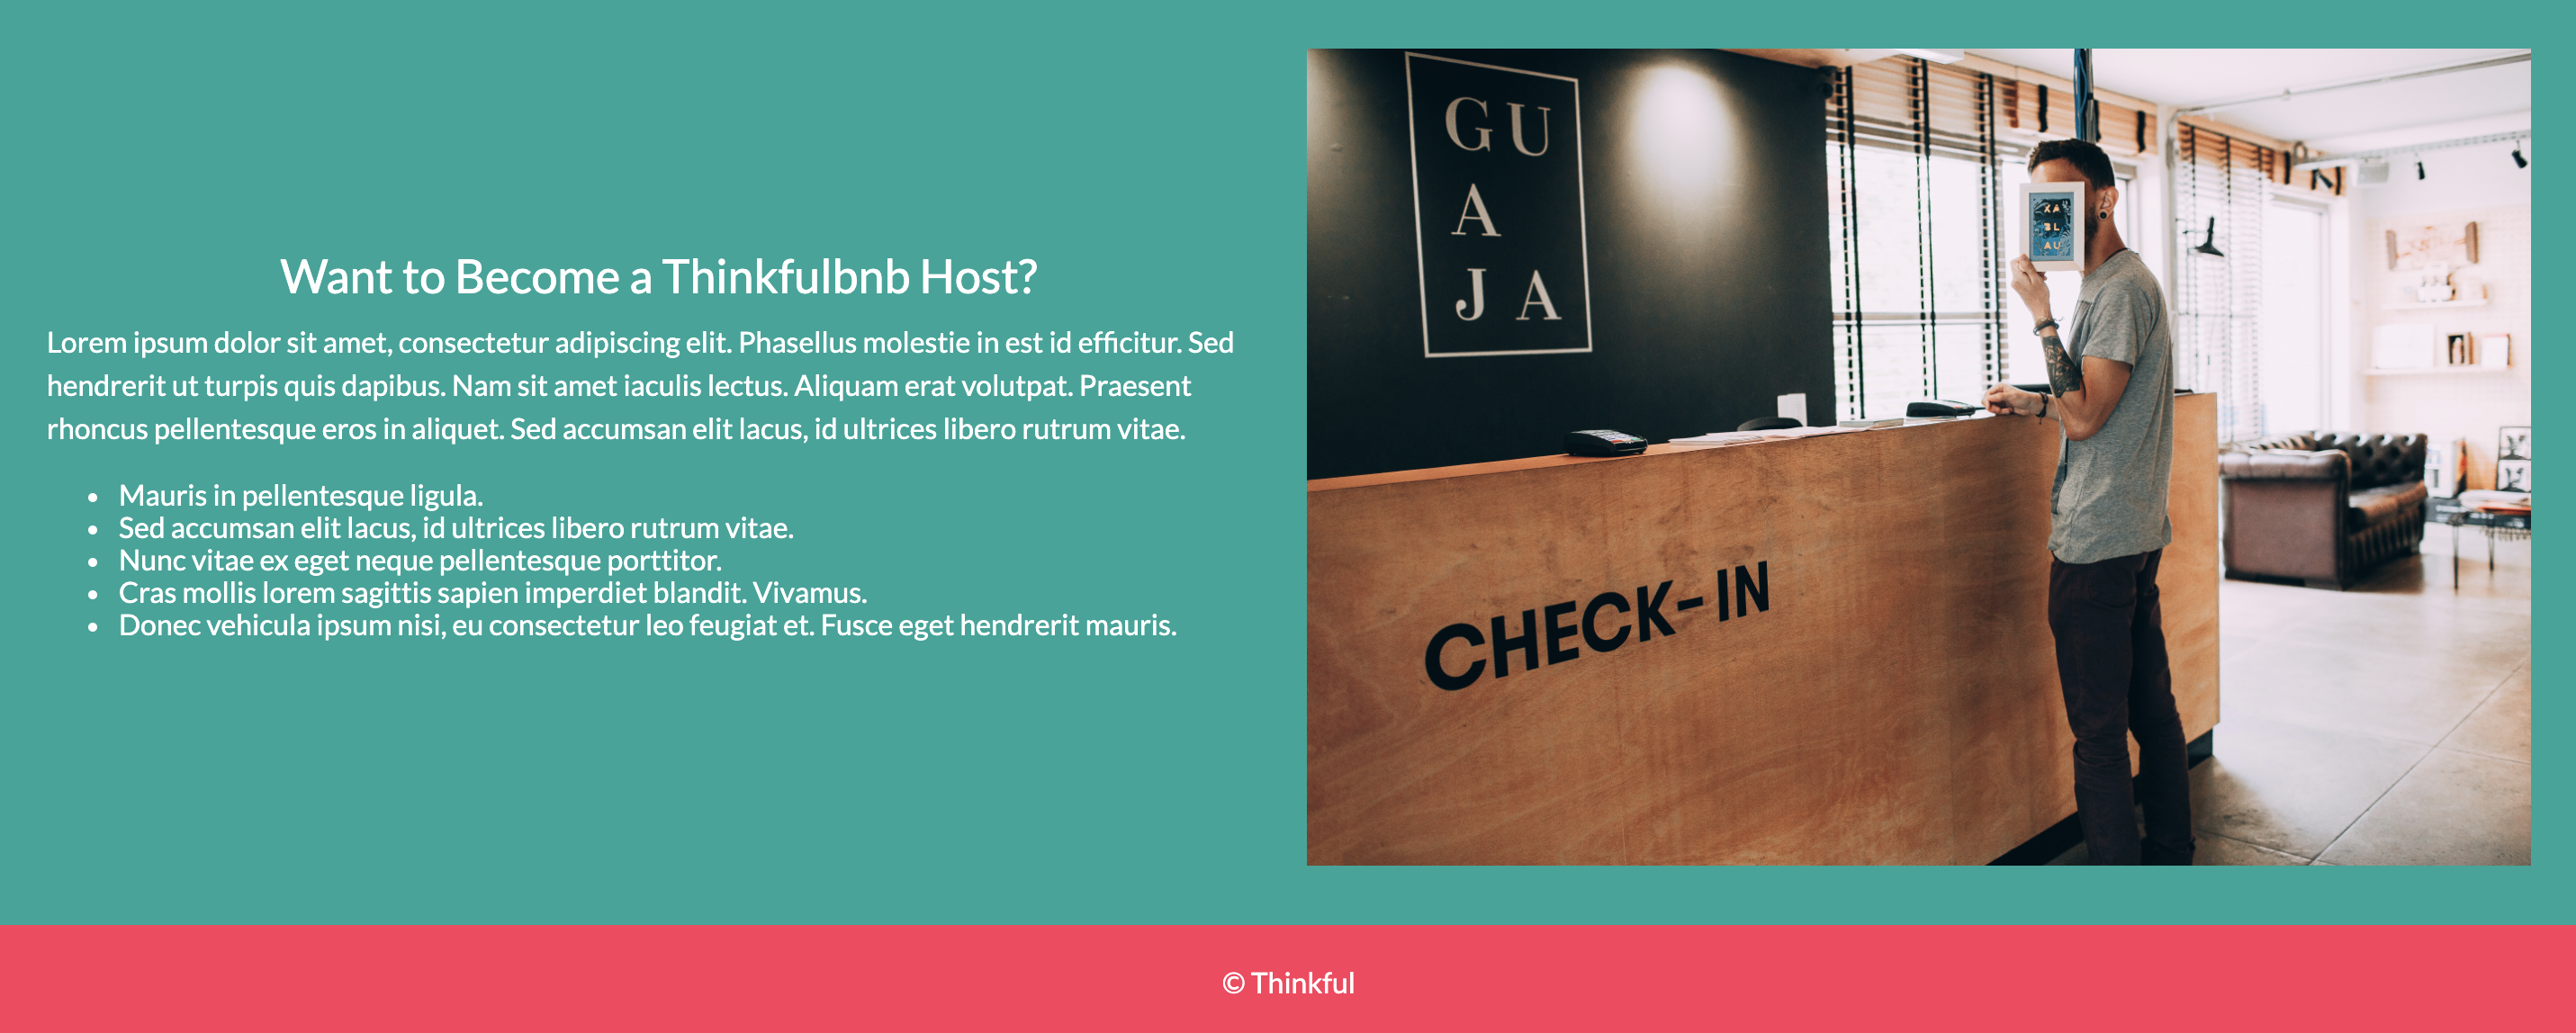 Want to Become a Thinkfulbnb Host?
Lorem ipsum dolor sit amet, consectetur adipiscing elit. Phasellus molestie in est id efficitur. Sed
hendrerit ut turpis quis dapibus. Nam sit amet iaculis lectus. Aliquam erat volutpat. Praesent
rhoncus pellentesque eros in aliquet. Sed accumsan elit lacus, id ultrices libero rutrum vitae.
• Mauris in pellentesque ligula.
• Sed accumsan elit lacus, id ultrices libero rutrum vitae.
• Nunc vitae ex eget neque pellentesque porttitor.
• Cras mollis lorem sagittis sapien imperdiet blandit. Vivamus.
• Donec vehicula ipsum nisi, eu consectetur leo feugiat et. Fusce eget hendrerit mauris.
GU
A
JA
XA
BL
AU
CHECK-IN
© Thinkful